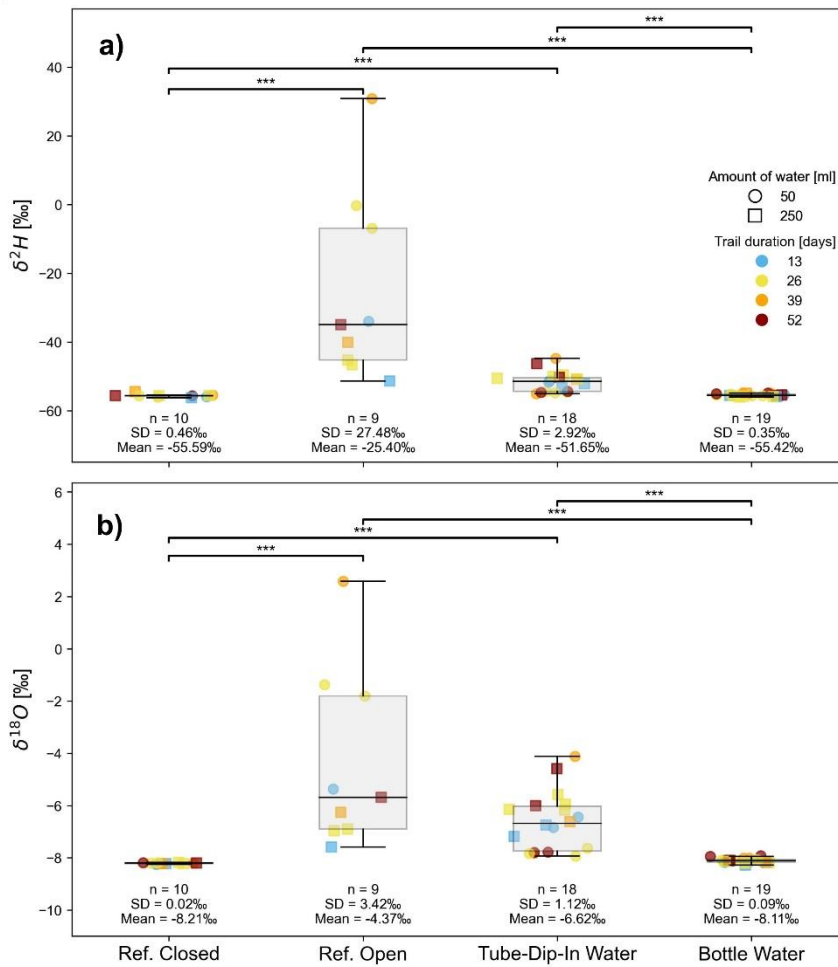 a)
***
***
***
***
δ²H [‰]
40
20
0
−20
−40
−60
Amount of water [ml]
50
250
Trail duration [days]
13
26
39
52
n = 10
SD = 0.46‰
Mean = -55.59‰
n = 9
SD = 27.48‰
Mean = -25.40‰
n = 18
SD = 2.92‰
Mean = -51.65‰
n = 19
SD = 0.35‰
Mean = -55.42‰
b)
***
***
***
***
δ¹⁸O [‰]
6
4
2
0
−2
−4
−6
−8
−10
n = 10
SD = 0.02‰
Mean = -8.21‰
n = 9
SD = 3.42‰
Mean = -4.37‰
n = 18
SD = 1.12‰
Mean = -6.62‰
n = 19
SD = 0.09‰
Mean = -8.11‰
Ref. Closed
Ref. Open
Tube-Dip-In Water
Bottle Water